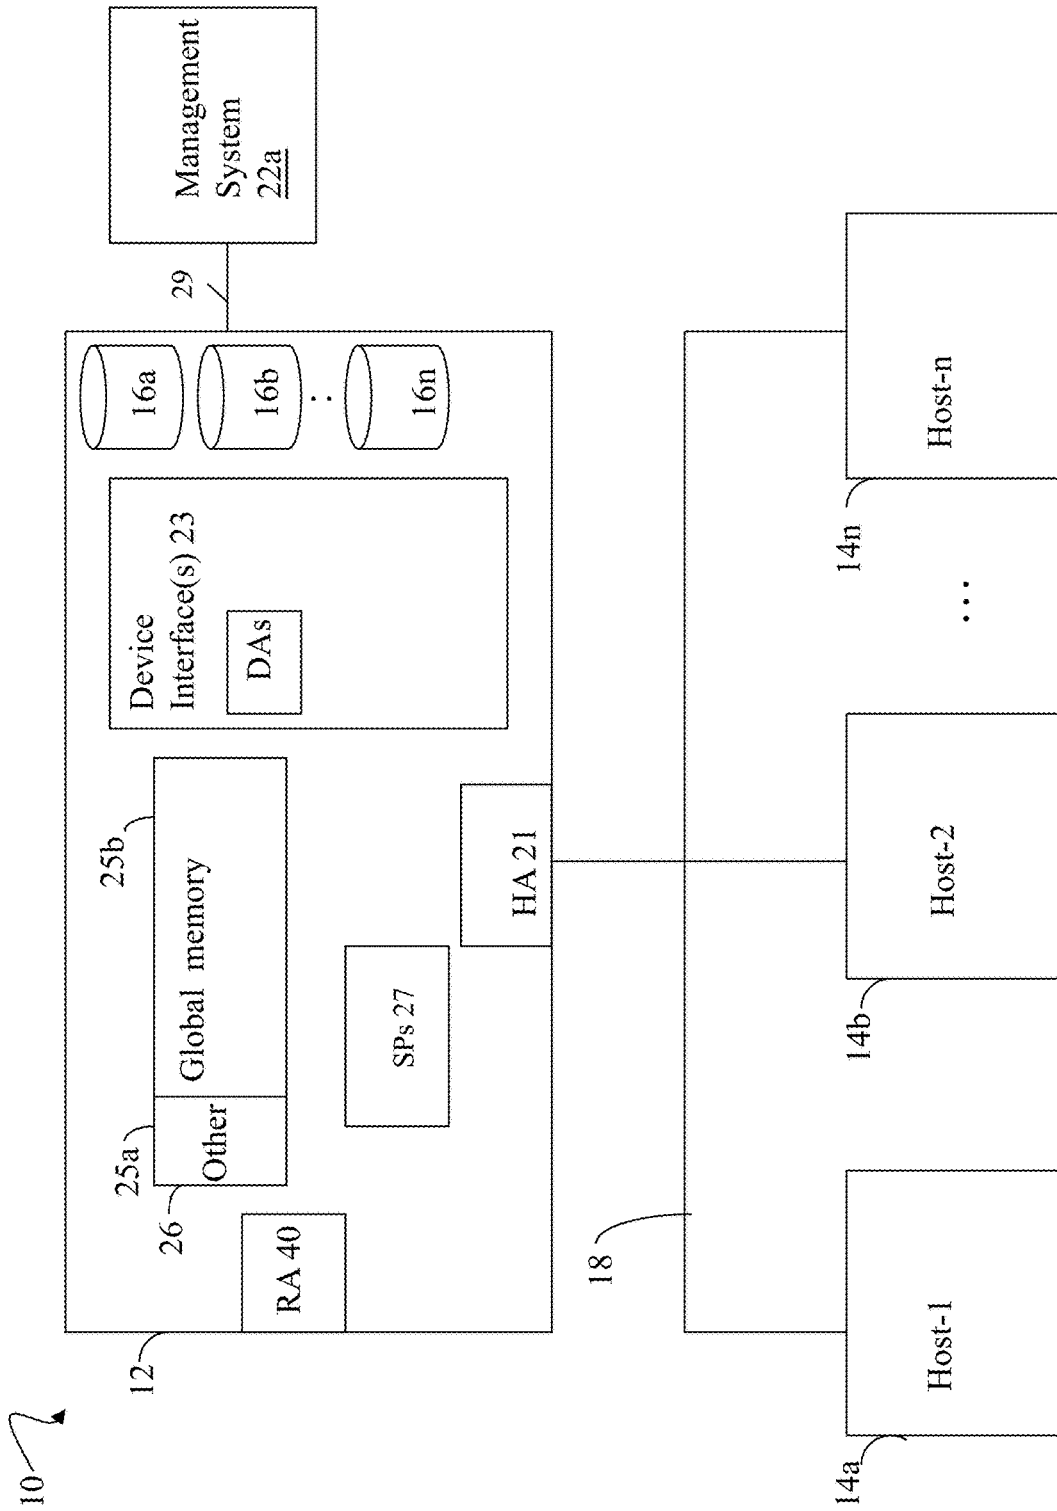 10
12
26
25a
25b
Other
Global memory
RA 40
SPs 27
HA 21
Device
Interface(s) 23
DAs
16a
16b
16n
29
Management
System
22a
18
14a
Host-1
14b
Host-2
...
14n
Host-n